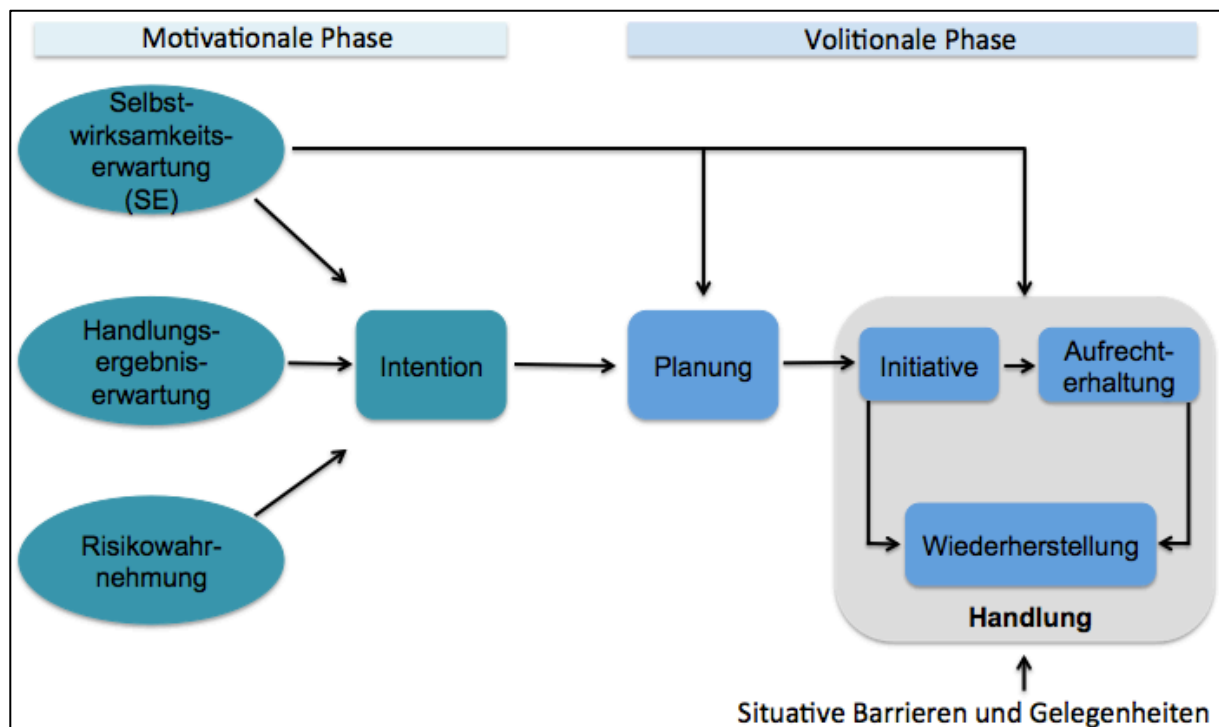 Motivationale Phase
Volitionale Phase
Selbst-
wirksamkeits-
erwartung
(SE)
Handlungs-
ergebnis-
erwartung
Intention
Planung
Initiative
Aufrecht-
erhaltung
Risikowahr-
nehmung
Wiederherstellung
Handlung
Situative Barrieren und Gelegenheiten